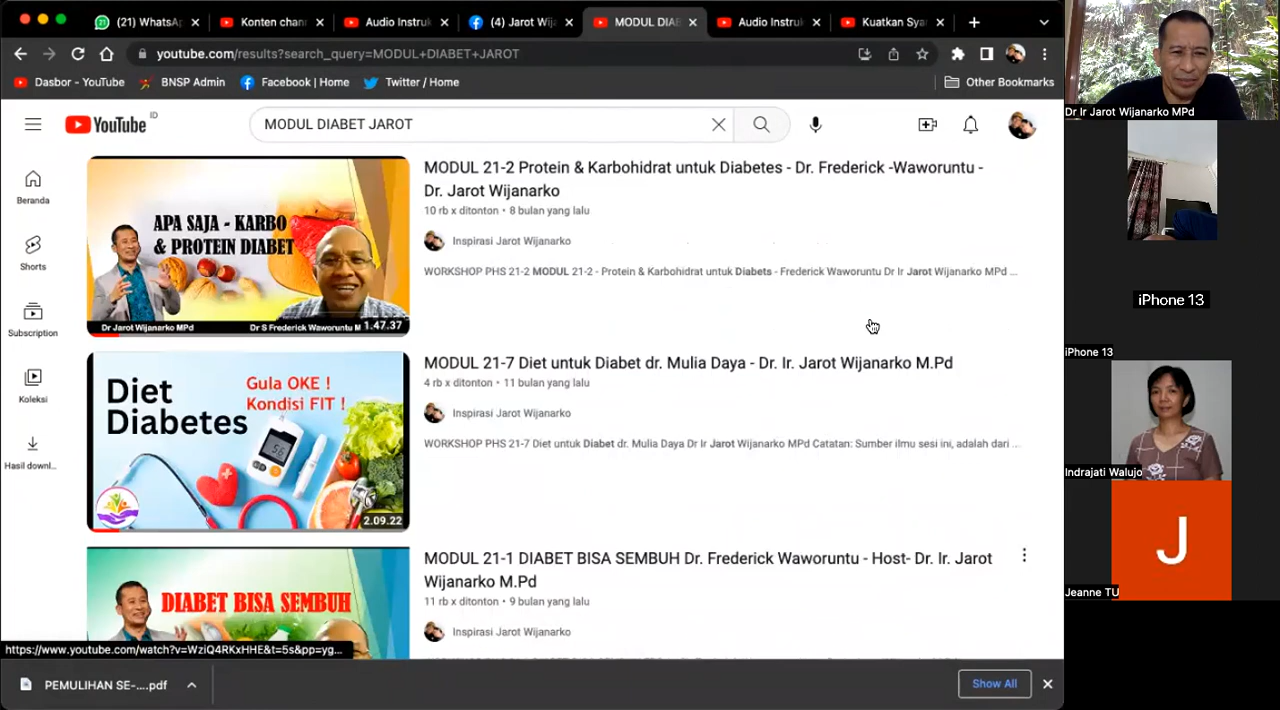 (21) WhatsA
Konten chan
Audio Instruk
(4) Jarot Wij
MODUL DIAB
Audio Instruk
Kuatkan Sya
youtube.com/results?search_query=MODUL+DIABET+JAROT
Dasbor - YouTube
BNSP Admin
Facebook | Home
Twitter / Home
Other Bookmarks
YouTube ID
MODUL DIABET JAROT
Beranda
Shorts
Subscription
Koleksi
Hasil downl...
APA SAJA - KARBO
& PROTEIN DIABET
Dr Jarot Wijanarko MPd
Dr S Frederick Waworuntu M
1.47.37
MODUL 21-2 Protein & Karbohidrat untuk Diabetes - Dr. Frederick -Waworuntu -
Dr. Jarot Wijanarko
10 rb x ditonton • 8 bulan yang lalu
Inspirasi Jarot Wijanarko
WORKSHOP PHS 21-2 MODUL 21-2 - Protein & Karbohidrat untuk Diabets - Frederick Waworuntu Dr Ir Jarot Wijanarko MPd ...
Diet
Diabetes
Gula OKE !
Kondisi FIT !
56
2.09.22
MODUL 21-7 Diet untuk Diabet dr. Mulia Daya - Dr. Ir. Jarot Wijanarko M.Pd
4 rb x ditonton • 11 bulan yang lalu
Inspirasi Jarot Wijanarko
WORKSHOP PHS 21-7 Diet untuk Diabet dr. Mulia Daya Dr Ir Jarot Wijanarko MPd Catatan: Sumber ilmu sesi ini, adalah dari ...
DIABET BISA SEMBUH
MODUL 21-1 DIABET BISA SEMBUH Dr. Frederick Waworuntu - Host- Dr. Ir. Jarot
Wijanarko M.Pd
11 rb x ditonton • 9 bulan yang lalu
Inspirasi Jarot Wijanarko
https://www.youtube.com/watch?v=WziQ4RKxHHE&t=5s&pp=yg...
PEMULIHAN SE-....pdf
Show All
Dr Ir Jarot Wijanarko MPd
iPhone 13
iPhone 13
Indrajati Walujo
J
Jeanne TU